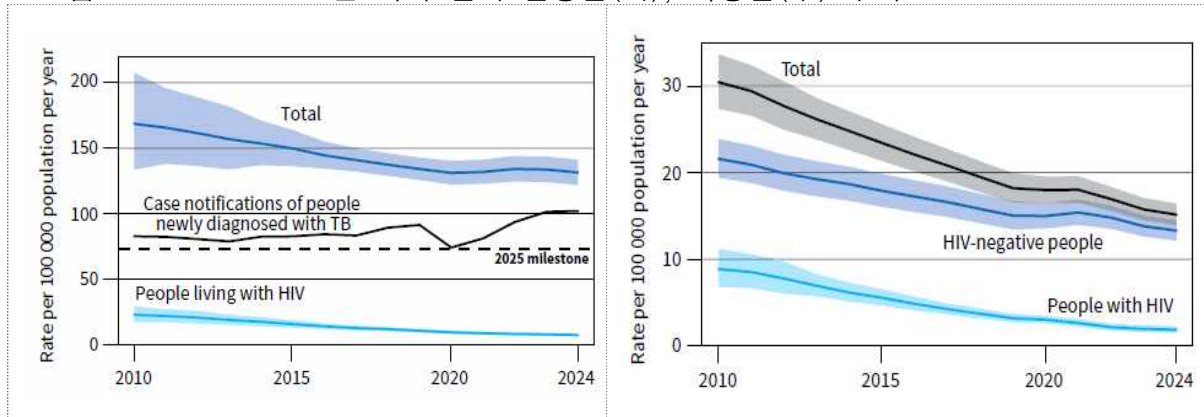 Rate per 100 000 population per year
200
150
100
50
0
Total
Case notifications of people
newly diagnosed with TB
2025 milestone
People living with HIV
2010
2015
2020
2024
Rate per 100 000 population per year
30
20
10
0
Total
HIV-negative people
People with HIV
2010
2015
2020
2024